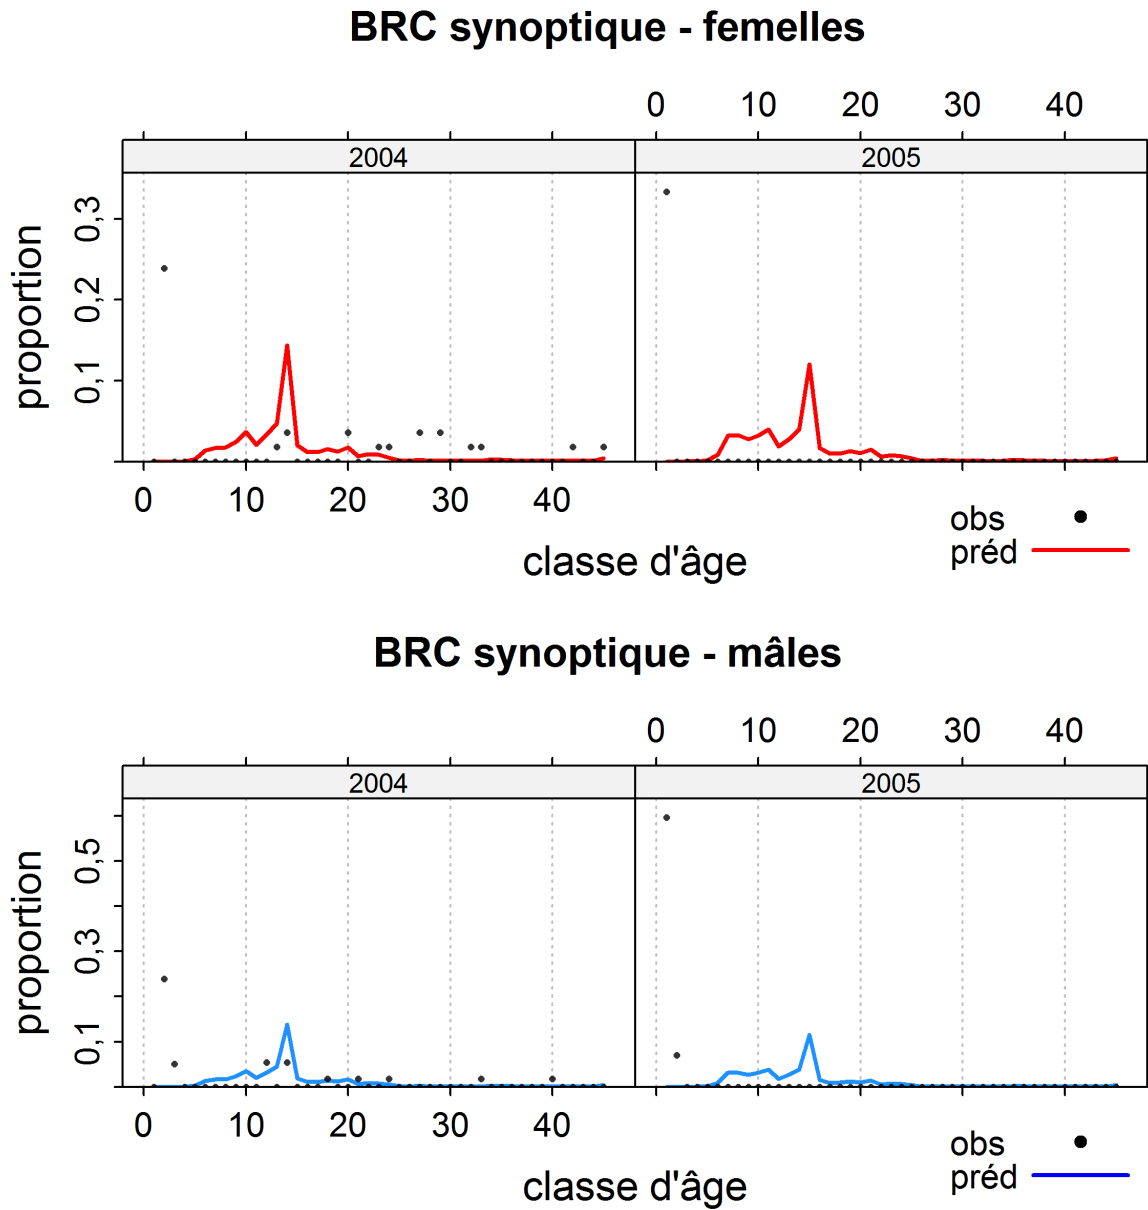 BRC synoptique - femelles
0 10 20 30 40
2004 2005
proportion
0,1 0,2 0,3
0 10 20 30 40
classe d'âge
obs
préd
BRC synoptique - mâles
0 10 20 30 40
2004 2005
proportion
0,1 0,3 0,5
0 10 20 30 40
classe d'âge
obs
préd